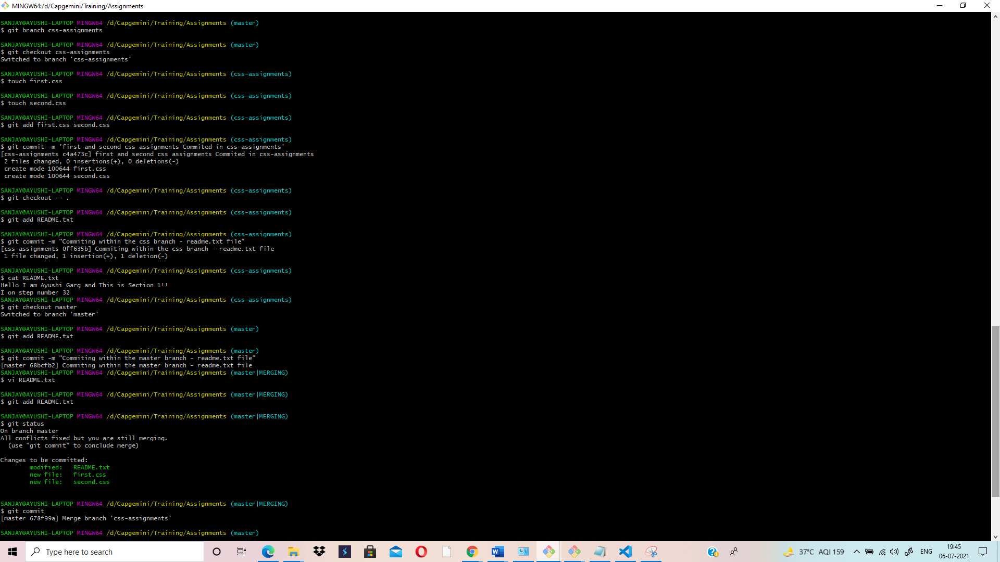 MINGW64:/d/Capgemini/Training/Assignments
SANJAY@AYUSHI-LAPTOP MINGW64 /d/Capgemini/Training/Assignments (master)
$ git branch css-assignments
SANJAY@AYUSHI-LAPTOP MINGW64 /d/Capgemini/Training/Assignments (master)
$ git checkout css-assignments
Switched to branch 'css-assignments'
SANJAY@AYUSHI-LAPTOP MINGW64 /d/Capgemini/Training/Assignments (css-assignments)
$ touch first.css
SANJAY@AYUSHI-LAPTOP MINGW64 /d/Capgemini/Training/Assignments (css-assignments)
$ touch second.css
SANJAY@AYUSHI-LAPTOP MINGW64 /d/Capgemini/Training/Assignments (css-assignments)
$ git add first.css second.css
SANJAY@AYUSHI-LAPTOP MINGW64 /d/Capgemini/Training/Assignments (css-assignments)
$ git commit -m 'first and second css assignments Commited in css-assignments'
[css-assignments c4a473c] first and second css assignments Commited in css-assignments
2 files changed, 0 insertions(+), 0 deletions(-)
create mode 100644 first.css
create mode 100644 second.css
SANJAY@AYUSHI-LAPTOP MINGW64 /d/Capgemini/Training/Assignments (css-assignments)
$ git checkout -- .
SANJAY@AYUSHI-LAPTOP MINGW64 /d/Capgemini/Training/Assignments (css-assignments)
$ git add README.txt
SANJAY@AYUSHI-LAPTOP MINGW64 /d/Capgemini/Training/Assignments (css-assignments)
$ git commit -m "Commiting within the css branch - readme.txt file"
[css-assignments 0ff635b] Commiting within the css branch - readme.txt file
1 file changed, 1 insertion(+), 1 deletion(-)
SANJAY@AYUSHI-LAPTOP MINGW64 /d/Capgemini/Training/Assignments (css-assignments)
$ cat README.txt
Hello I am Ayushi Garg and This is Section 1!!
I on step number 32
SANJAY@AYUSHI-LAPTOP MINGW64 /d/Capgemini/Training/Assignments (css-assignments)
$ git checkout master
Switched to branch 'master'
SANJAY@AYUSHI-LAPTOP MINGW64 /d/Capgemini/Training/Assignments (master)
$ git add README.txt
SANJAY@AYUSHI-LAPTOP MINGW64 /d/Capgemini/Training/Assignments (master)
$ git commit -m "Commiting within the master branch - readme.txt file"
[master 68bcfb2] Commiting within the master branch - readme.txt file
SANJAY@AYUSHI-LAPTOP MINGW64 /d/Capgemini/Training/Assignments (master|MERGING)
$ vi README.txt
SANJAY@AYUSHI-LAPTOP MINGW64 /d/Capgemini/Training/Assignments (master|MERGING)
$ git add README.txt
SANJAY@AYUSHI-LAPTOP MINGW64 /d/Capgemini/Training/Assignments (master|MERGING)
$ git status
On branch master
All conflicts fixed but you are still merging.
(use "git commit" to conclude merge)
Changes to be committed:
modified: README.txt
new file: first.css
new file: second.css
SANJAY@AYUSHI-LAPTOP MINGW64 /d/Capgemini/Training/Assignments (master|MERGING)
$ git commit
[master 678f99a] Merge branch 'css-assignments'
SANJAY@AYUSHI-LAPTOP MINGW64 /d/Capgemini/Training/Assignments (master)
Type here to search
37°C AQI 159
ENG
19:45
06-07-2021